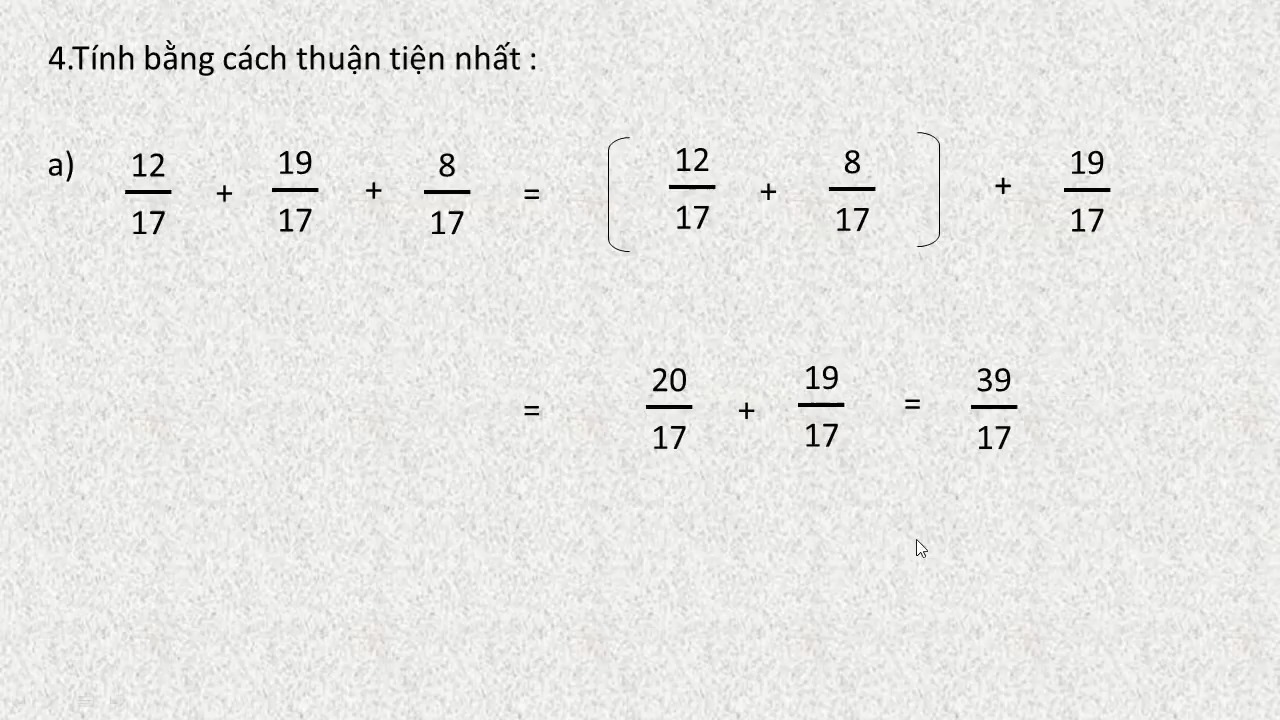 4.Tính bằng cách thuận tiện nhất :
a) 12/17 + 19/17 + 8/17 = ( 12/17 + 8/17 ) + 19/17
= 20/17 + 19/17 = 39/17